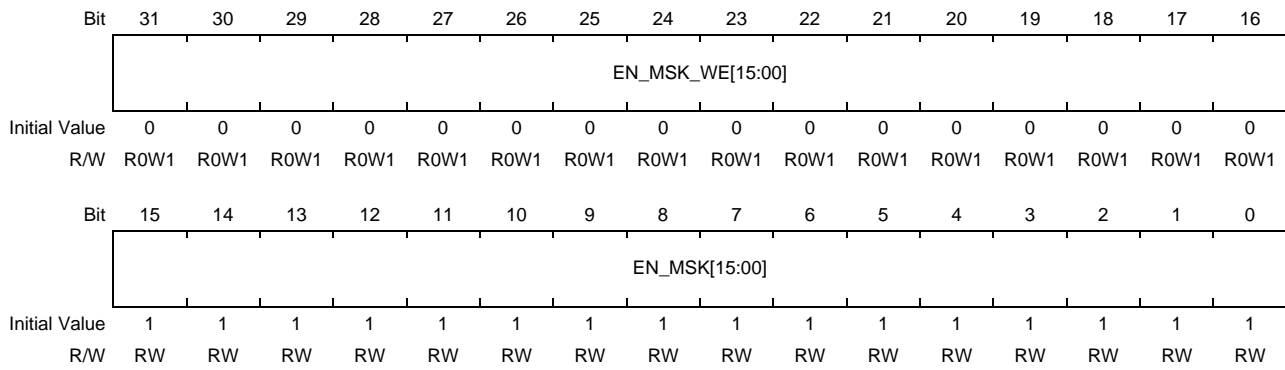 Bit 31 30 29 28 27 26 25 24 23 22 21 20 19 18 17 16
EN_MSK_WE[15:00]
Initial Value 0 0 0 0 0 0 0 0 0 0 0 0 0 0 0 0
R/W R0W1 R0W1 R0W1 R0W1 R0W1 R0W1 R0W1 R0W1 R0W1 R0W1 R0W1 R0W1 R0W1 R0W1 R0W1 R0W1
Bit 15 14 13 12 11 10 9 8 7 6 5 4 3 2 1 0
EN_MSK[15:00]
Initial Value 1 1 1 1 1 1 1 1 1 1 1 1 1 1 1 1
R/W RW RW RW RW RW RW RW RW RW RW RW RW RW RW RW RW